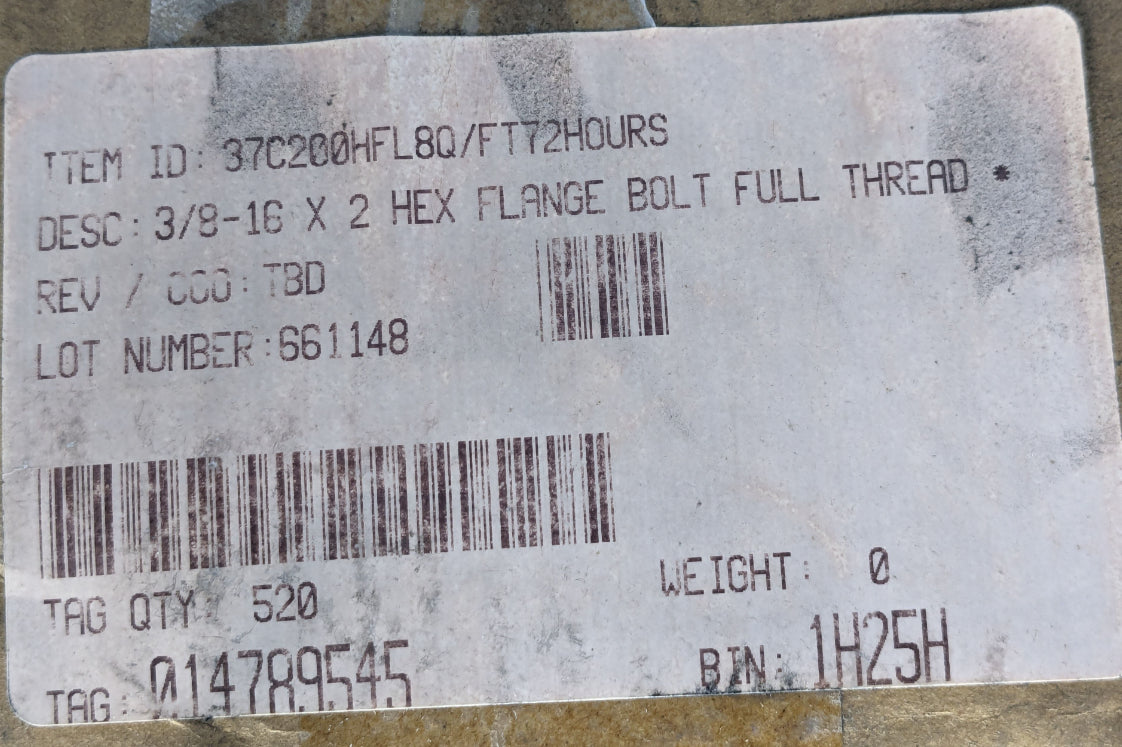 ITEM ID: 37C200HFL8Q/FT72HOURS
DESC: 3/8-16 X 2 HEX FLANGE BOLT FULL THREAD *
REV / COO: TBD
LOT NUMBER: 661148
TAG QTY: 520
WEIGHT: 0
TAG: 014789545
BIN: 1H25H